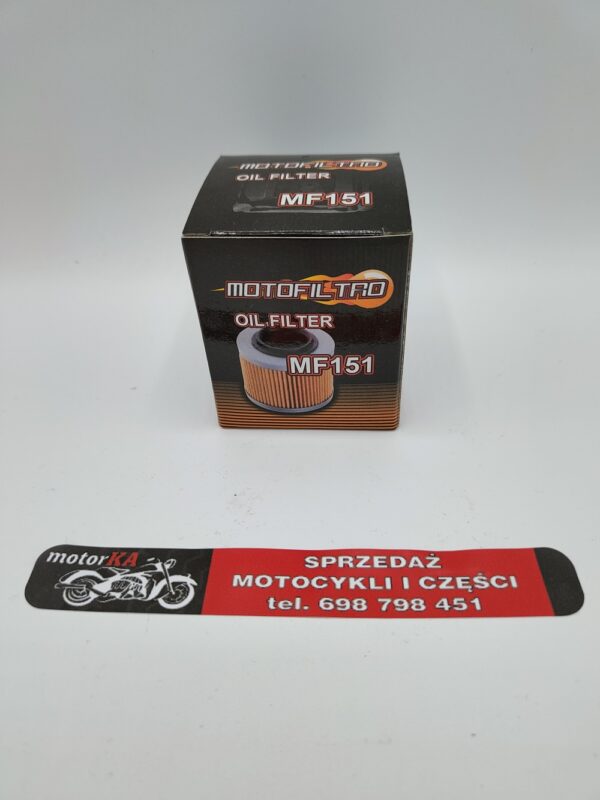 MOTOFILTRO
OIL FILTER
MF151
MOTOFILTRO
OIL FILTER
MF151
motorKA
SPRZEDAŻ
MOTOCYKLI I CZĘŚCI
tel. 698 798 451